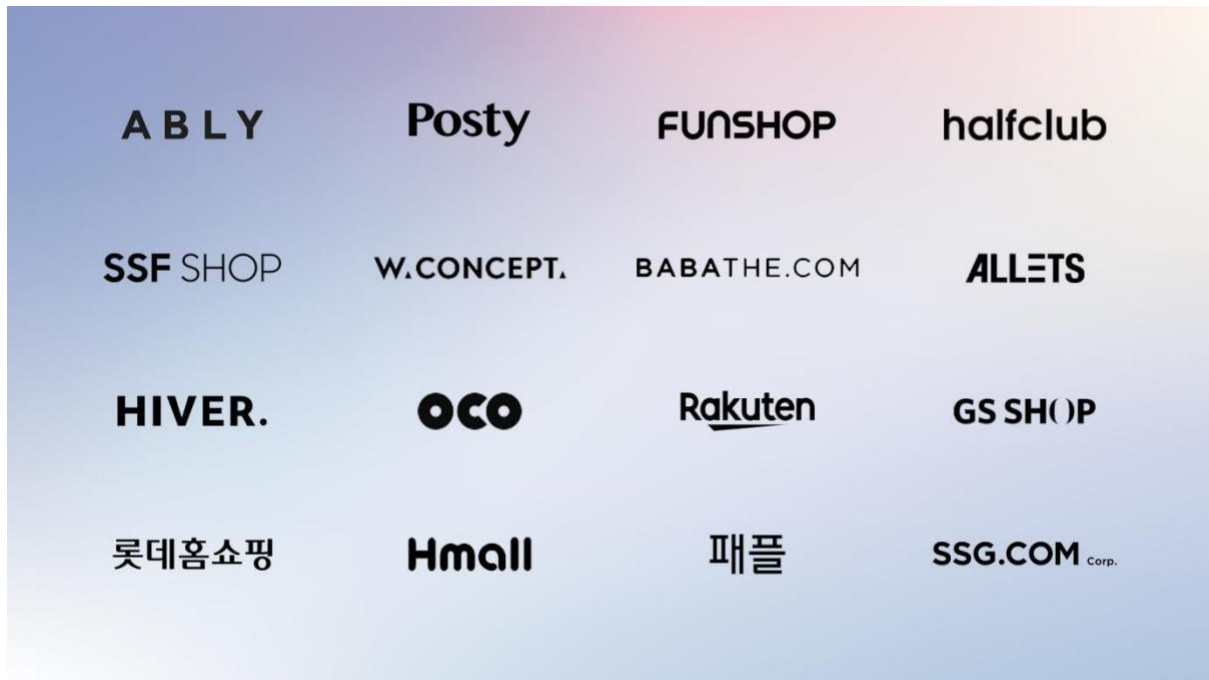 ABLY
Posty
FUNSHOP
halfclub
SSF SHOP
W.CONCEPT.
BABATHE.COM
ALLETS
HIVER.
OCO
Rakuten
GS SHOP
롯데홈쇼핑
Hmall
패플
SSG.COM Corp.